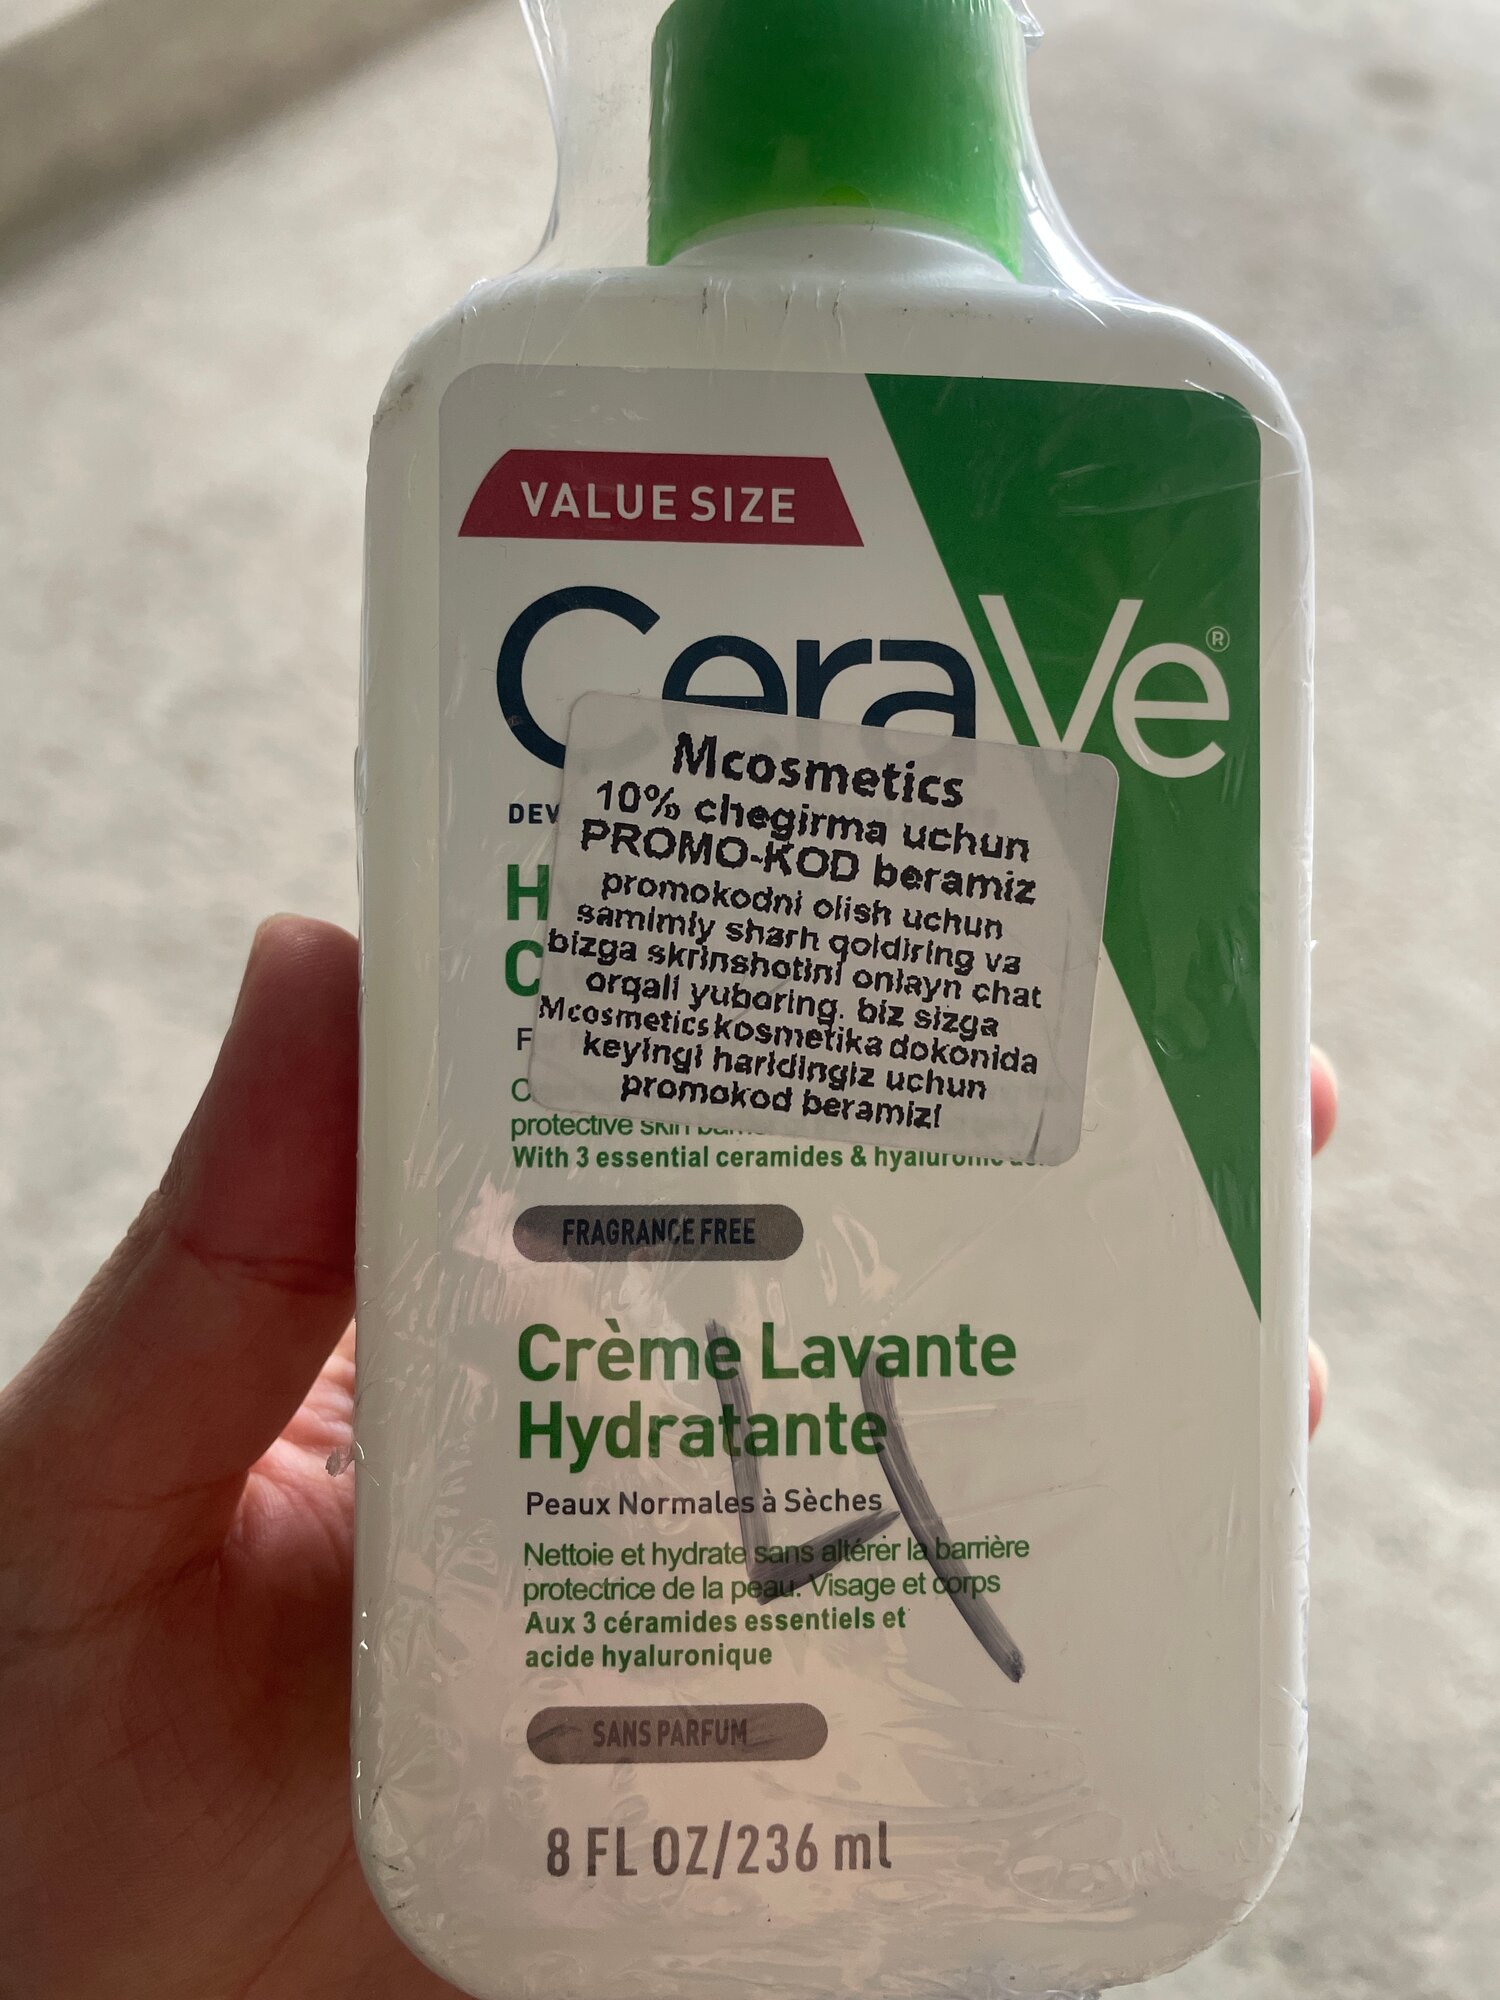 VALUE SIZE
CeraVe®
Mcosmetics
10% chegirma uchun
PROMO-KOD beramiz
promokodni olish uchun
samimiy sharh qoldiring va
bizga skrinshotini onlayn chat
orqali yuboring. biz sizga
Mcosmetics kosmetika dokonida
keyingi haridingiz uchun
promokod beramiz!
protective skin
With 3 essential ceramides & hyaluronic
FRAGRANCE FREE
Crème Lavante
Hydratante
Peaux Normales à Sèches
Nettoie et hydrate sans altérer la barrière
protectrice de la peau. Visage et corps
Aux 3 céramides essentiels et
acide hyaluronique
SANS PARFUM
8 FL OZ/236 ml